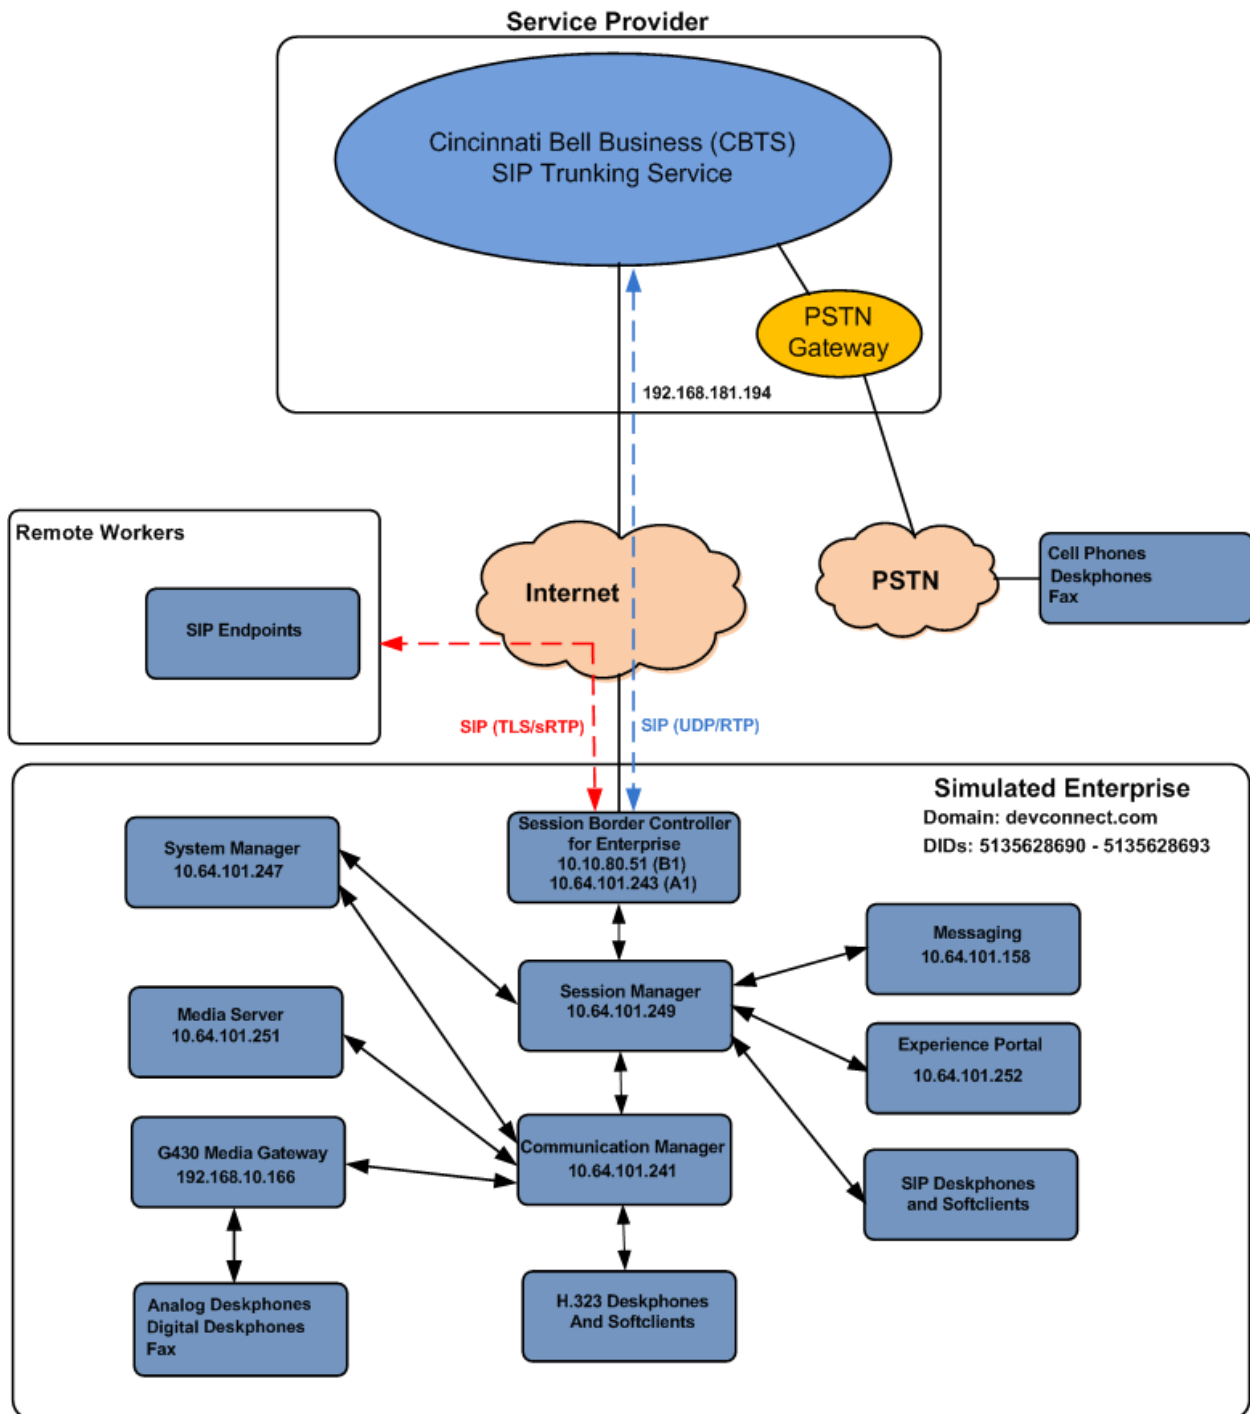 Service Provider
Cincinnati Bell Business (CBTS)
SIP Trunking Service
PSTN
Gateway
192.168.181.194
Remote Workers
SIP Endpoints
Internet
PSTN
Cell Phones
Deskphones
Fax
SIP (TLS/sRTP)
SIP (UDP/RTP)
Simulated Enterprise
Domain: devconnect.com
DIDs: 5135628690 - 5135628693
Session Border Controller
for Enterprise
10.10.80.51 (B1)
10.64.101.243 (A1)
System Manager
10.64.101.247
Messaging
10.64.101.158
Session Manager
10.64.101.249
Media Server
10.64.101.251
Experience Portal
10.64.101.252
G430 Media Gateway
192.168.10.166
Communication Manager
10.64.101.241
SIP Deskphones
and Softclients
Analog Deskphones
Digital Deskphones
Fax
H.323 Deskphones
And Softclients